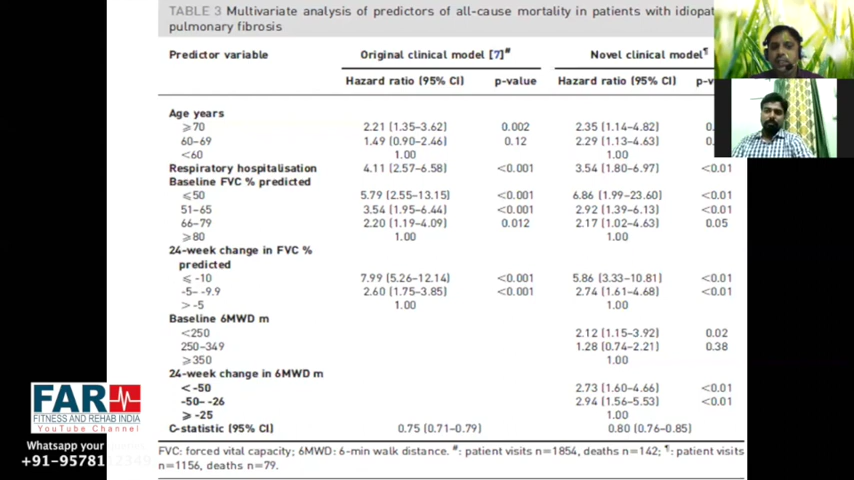 TABLE 3 Multivariate analysis of predictors of all-cause mortality in patients with
pulmonary fibrosis
Predictor variable Original clinical model [7]# Novel clinical model¶
Hazard ratio (95% CI) p-value Hazard ratio (95% CI)
Age years
⩾70 2.21 (1.35–3.62) 0.002 2.35 (1.14–4.82)
60–69 1.49 (0.90–2.46) 0.12 2.29 (1.13–4.63)
<60 1.00 1.00
Respiratory hospitalisation 4.11 (2.57–6.58) <0.001 3.54 (1.80–6.97) <0.01
Baseline FVC % predicted
⩽50 5.79 (2.55–13.15) <0.001 6.86 (1.99–23.60) <0.01
51–65 3.54 (1.95–6.44) <0.001 2.92 (1.39–6.13) <0.01
66–79 2.20 (1.19–4.09) 0.012 2.17 (1.02–4.63) 0.05
⩾80 1.00 1.00
24-week change in FVC %
predicted
⩽ -10 7.99 (5.26–12.14) <0.001 5.86 (3.33–10.81) <0.01
-5– -9.9 2.60 (1.75–3.85) <0.001 2.74 (1.61–4.68) <0.01
> -5 1.00 1.00
Baseline 6MWD m
<250 2.12 (1.15–3.92) 0.02
250–349 1.28 (0.74–2.21) 0.38
⩾350 1.00
24-week change in 6MWD m
< -50 2.73 (1.60–4.66) <0.01
-50– -26 2.94 (1.56–5.53) <0.01
⩾ -25 1.00
C-statistic (95% CI) 0.75 (0.71–0.79) 0.80 (0.76–0.85)
FVC: forced vital capacity; 6MWD: 6-min walk distance. #: patient visits n=1854, deaths n=142; ¶: patient visits
n=1156, deaths n=79.
FAR
FITNESS AND REHAB INDIA
YouTube Channel
Whatsapp your
+91-95781 2349